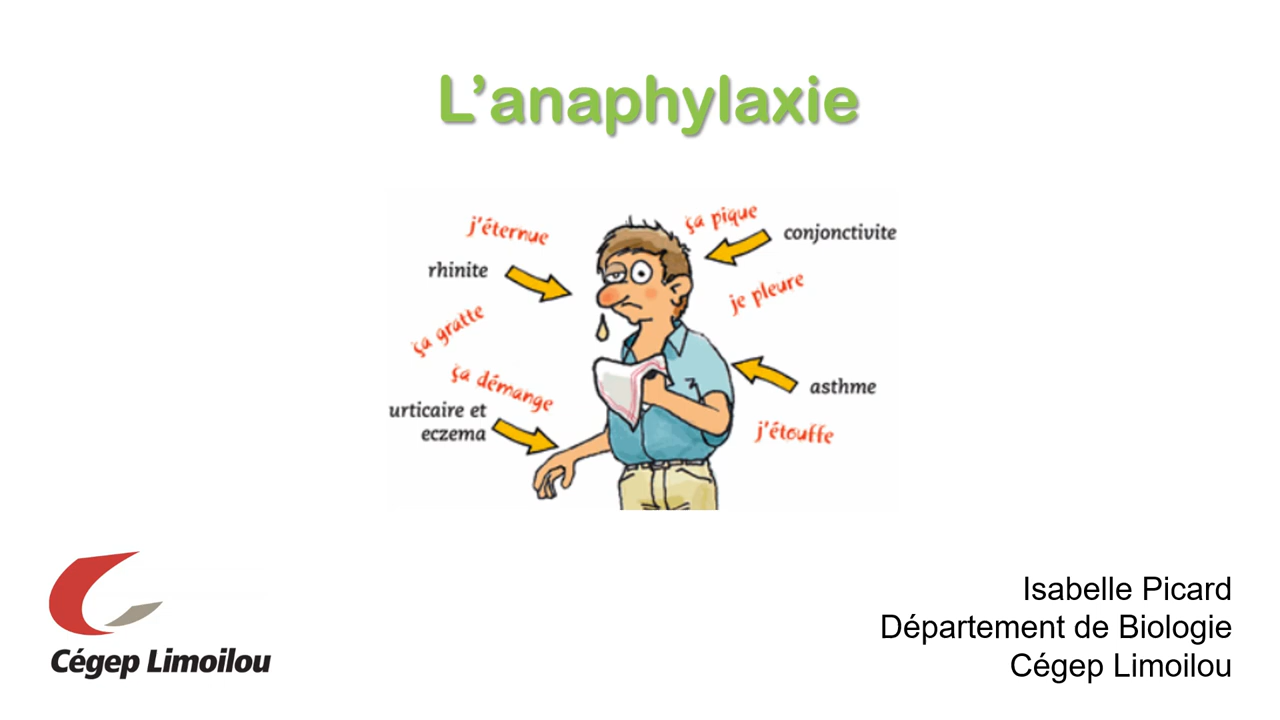 L'anaphylaxie
j'éternue
ça pique
conjonctivite
rhinite
je pleure
ça gratte
ça démange
asthme
urticaire et
eczema
j'étouffe
Cégep Limoilou
Isabelle Picard
Département de Biologie
Cégep Limoilou